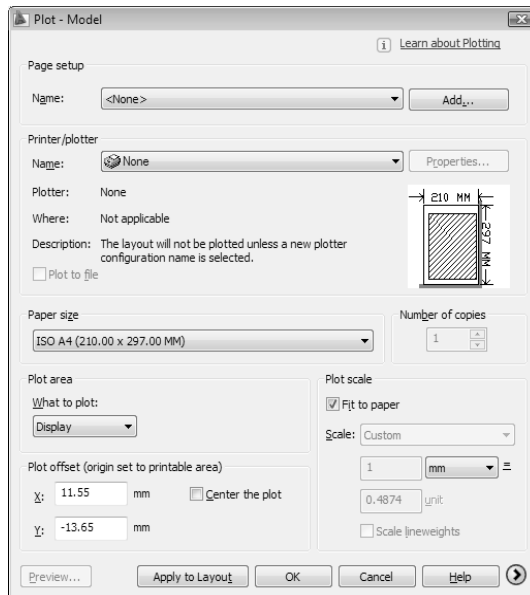 Plot - Model
Learn about Plotting
Page setup
Name:
<None>
Add...
Printer/plotter
Name:
None
Properties...
Plotter:
None
Where:
Not applicable
Description:
The layout will not be plotted unless a new plotter
configuration name is selected.
Plot to file
210 MM
297 MM
Paper size
ISO A4 (210.00 x 297.00 MM)
Number of copies
1
Plot area
What to plot:
Display
Plot offset (origin set to printable area)
X:
11.55
mm
Center the plot
Y:
-13.65
mm
Plot scale
Fit to paper
Scale:
Custom
1
mm
=
0.4874
unit
Scale lineweights
Preview...
Apply to Layout
OK
Cancel
Help